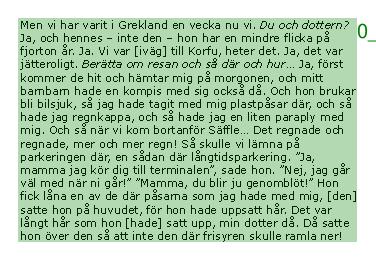 Men vi har varit i Grekland en vecka nu vi. Du och dottern?
Ja, och hennes – inte den – hon har en mindre flicka på
fjorton år. Ja. Vi var [iväg] till Korfu, heter det. Ja, det var
jätteroligt. Berätta om resan och så där och hur… Ja, först
kommer de hit och hämtar mig på morgonen, och mitt
barnbarn hade en kompis med sig också då. Och hon brukar
bli bilsjuk, så jag hade tagit med mig plastpåsar där, och så
hade jag regnkappa, och så hade jag en liten paraply med
mig. Och så när vi kom bortanför Säffle… Det regnade och
regnade, mer och mer regn! Så skulle vi lämna på
parkeringen där, en sådan där långtidsparkering. ”Ja,
mamma jag kör dig till terminalen”, sade hon. ”Nej, jag går
väl med när ni går!” ”Mamma, du blir ju genomblöt!” Hon
fick låna en av de där påsarna som jag hade med mig, [den]
satte hon på huvudet, för hon hade uppsatt hår. Det var
långt hår som hon [hade] satt upp, min dotter då. Då satte
hon över den så att inte den där frisyren skulle ramla ner!
0_